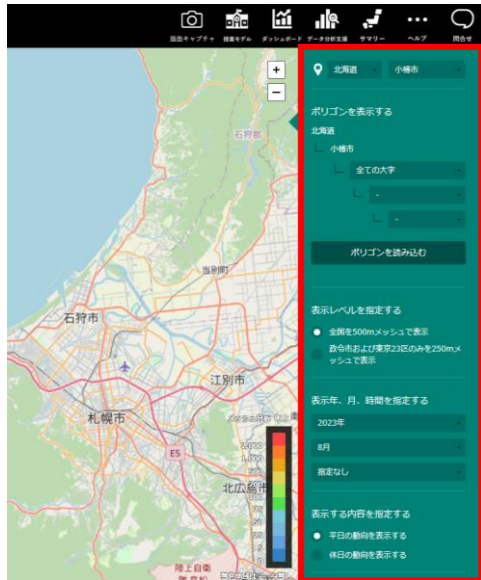 画面キャプチャ 授業モデル ダッシュボード データ分析支援 サマリー ヘルプ 問合せ
+
−
北海道 小樽市
ポリゴンを表示する
北海道
小樽市
全ての大字
-
-
ポリゴンを読み込む
表示レベルを指定する
全国を500mメッシュで表示
政令市および東京23区のみを250mメ
ッシュで表示
表示年、月、時間を指定する
2023年
8月
指定なし
表示する内容を指定する
平日の動向を表示する
休日の動向を表示する
石狩郡
当別町
石狩市
江別市
札幌市
E5
北広島市
陸上自衛